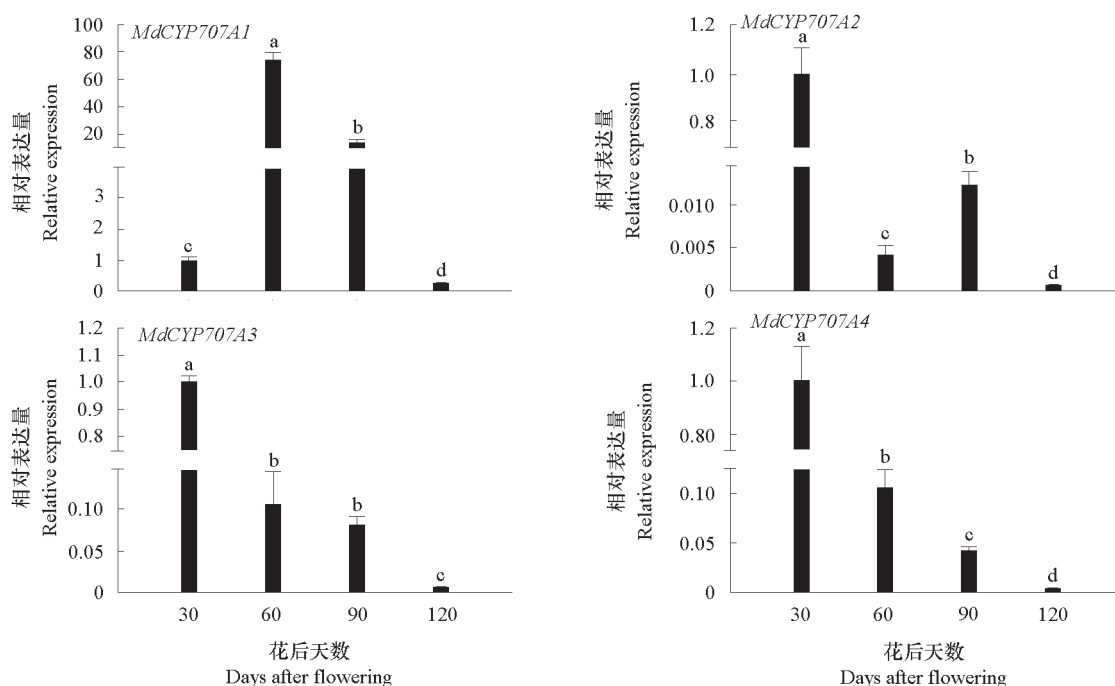 MdCYP707A1
100
80
60
40
20
3
2
1
0
a
b
c
d
相对表达量
Relative expression
MdCYP707A2
1.2
1.0
0.8
0.010
0.005
0
a
b
c
d
相对表达量
Relative expression
MdCYP707A3
1.2
1.1
1.0
0.9
0.8
0.10
0.05
0
a
b
b
c
相对表达量
Relative expression
30 60 90 120
花后天数
Days after flowering
MdCYP707A4
1.2
1.0
0.80
0.10
0.05
0
a
b
c
d
相对表达量
Relative expression
30 60 90 120
花后天数
Days after flowering